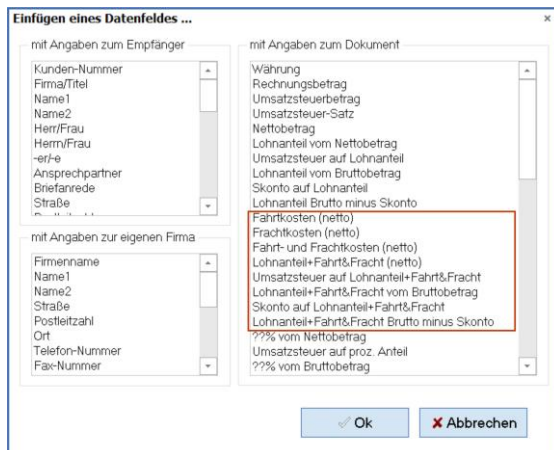 Einfügen eines Datenfeldes ...
mit Angaben zum Empfänger
Kunden-Nummer
Firma/Titel
Name1
Name2
Herr/Frau
Herrn/Frau
-er/-e
Ansprechpartner
Briefanrede
Straße
mit Angaben zur eigenen Firma
Firmenname
Name1
Name2
Straße
Postleitzahl
Ort
Telefon-Nummer
Fax-Nummer
mit Angaben zum Dokument
Währung
Rechnungsbetrag
Umsatzsteuerbetrag
Umsatzsteuer-Satz
Nettobetrag
Lohnanteil vom Nettobetrag
Umsatzsteuer auf Lohnanteil
Lohnanteil vom Bruttobetrag
Skonto auf Lohnanteil
Lohnanteil Brutto minus Skonto
Fahrtkosten (netto)
Frachtkosten (netto)
Fahrt- und Frachtkosten (netto)
Lohnanteil+Fahrt&Fracht (netto)
Umsatzsteuer auf Lohnanteil+Fahrt&Fracht
Lohnanteil+Fahrt&Fracht vom Bruttobetrag
Skonto auf Lohnanteil+Fahrt&Fracht
Lohnanteil+Fahrt&Fracht Brutto minus Skonto
??% vom Nettobetrag
Umsatzsteuer auf proz. Anteil
??% vom Bruttobetrag
Ok
Abbrechen